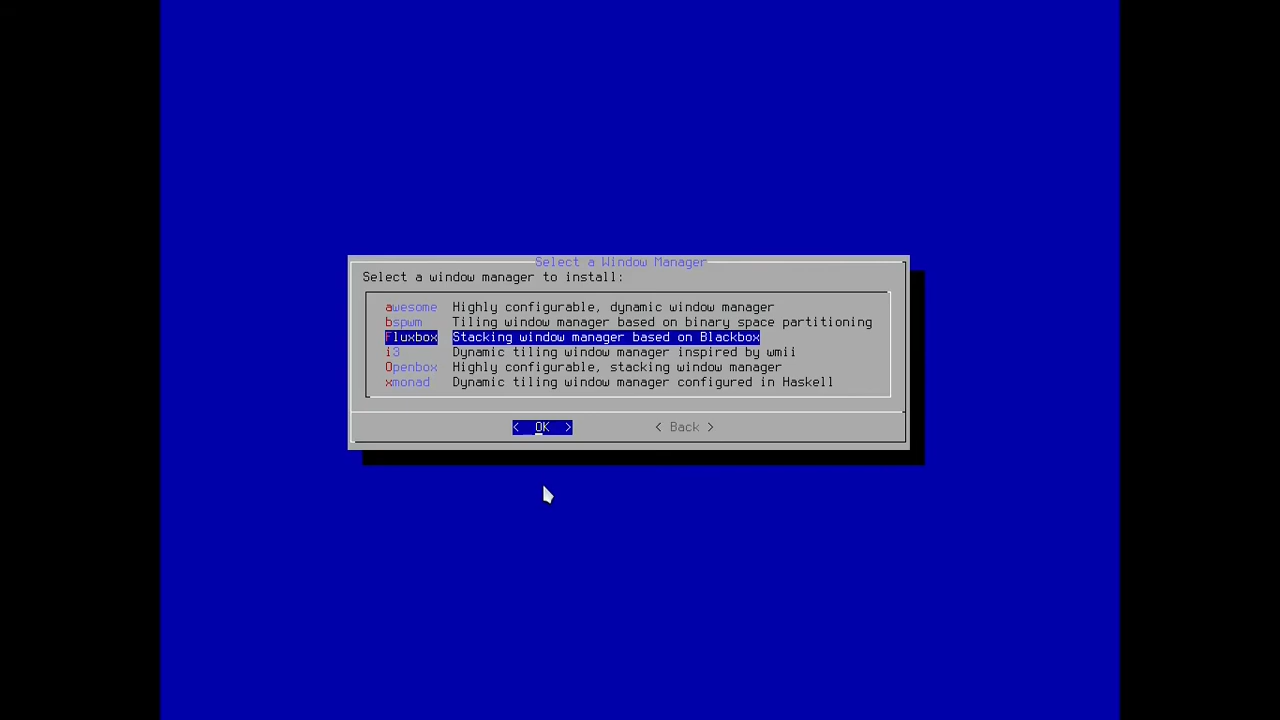 Select a Window Manager
Select a window manager to install:
awesome Highly configurable, dynamic window manager
bspwm Tiling window manager based on binary space partitioning
Fluxbox Stacking window manager based on Blackbox
i3 Dynamic tiling window manager inspired by wmii
Openbox Highly configurable, stacking window manager
xmonad Dynamic tiling window manager configured in Haskell
< OK > < Back >